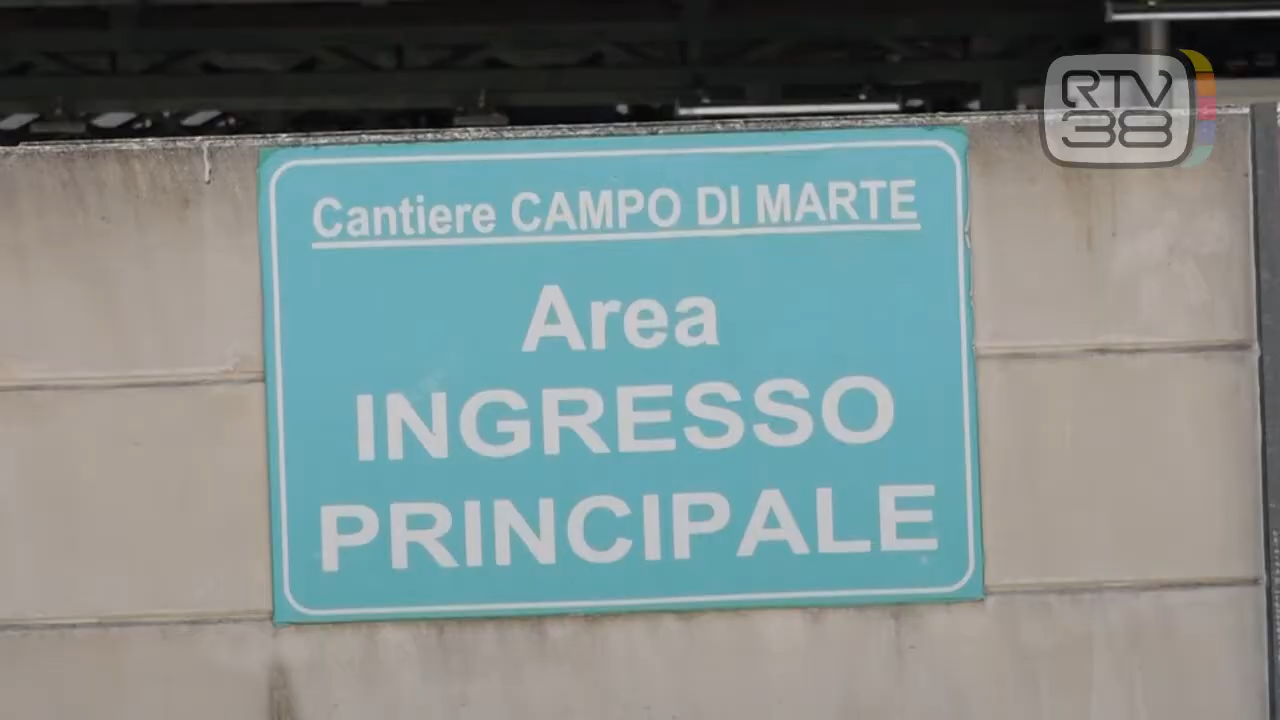 RTV
38
Cantiere CAMPO DI MARTE
Area
INGRESSO
PRINCIPALE